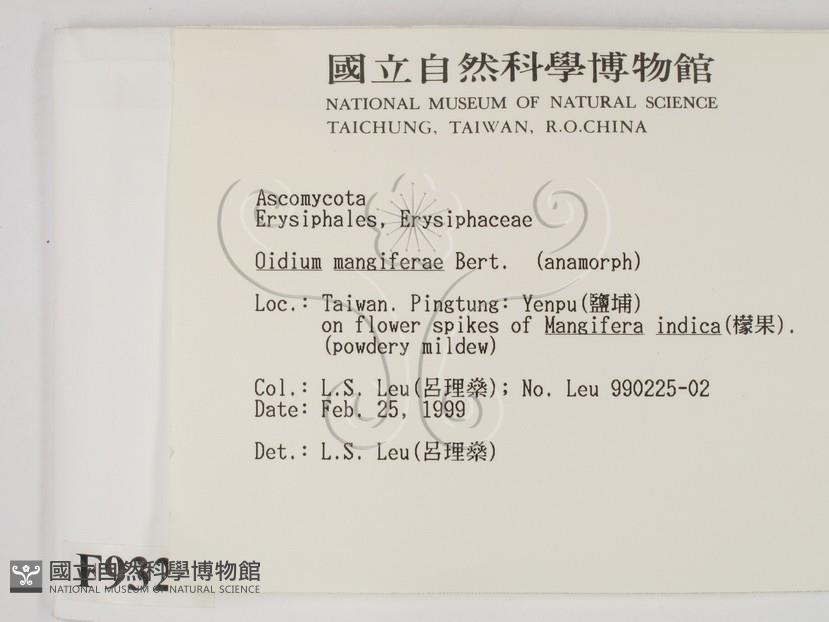 國立自然科學博物館
NATIONAL MUSEUM OF NATURAL SCIENCE
TAICHUNG, TAIWAN, R.O.CHINA
Ascomycota
Erysiphales, Erysiphaceae
Oidium mangiferae Bert. (anamorph)
Loc.: Taiwan. Pingtung: Yenpu(鹽埔)
on flower spikes of Mangifera indica(檬果).
(powdery mildew)
Col.: L.S. Leu(呂理燊); No. Leu 990225-02
Date: Feb. 25, 1999
Det.: L.S. Leu(呂理燊)
F932
國立自然科學博物館
NATIONAL MUSEUM OF NATURAL SCIENCE